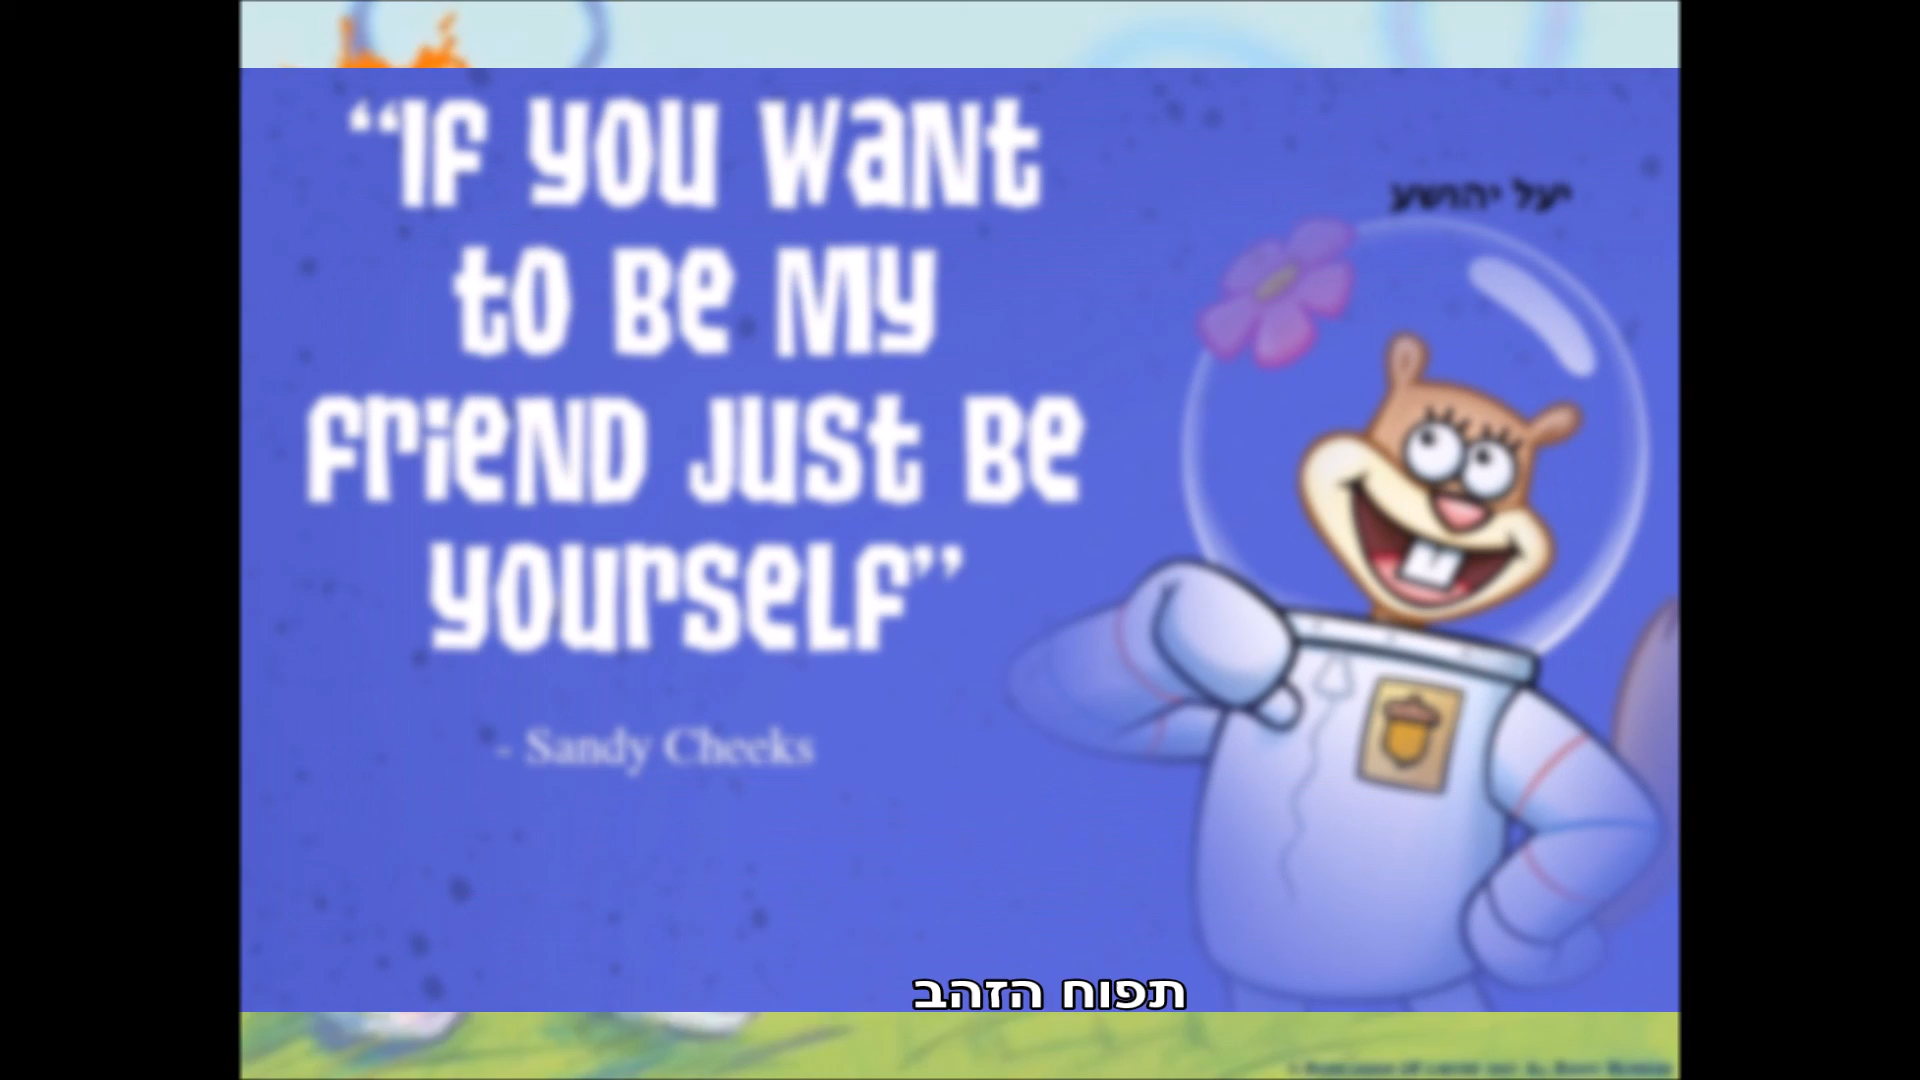 “If you want
to be my
friend just be
yourself”
- Sandy Cheeks
יעל יהושע
תפוח הזהב